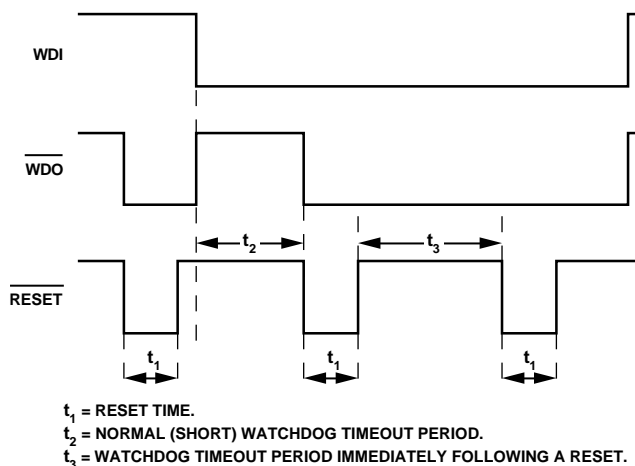 WDI
WDO
t2
t3
RESET
t1
t1
t1
t1 = RESET TIME.
t2 = NORMAL (SHORT) WATCHDOG TIMEOUT PERIOD.
t3 = WATCHDOG TIMEOUT PERIOD IMMEDIATELY FOLLOWING A RESET.